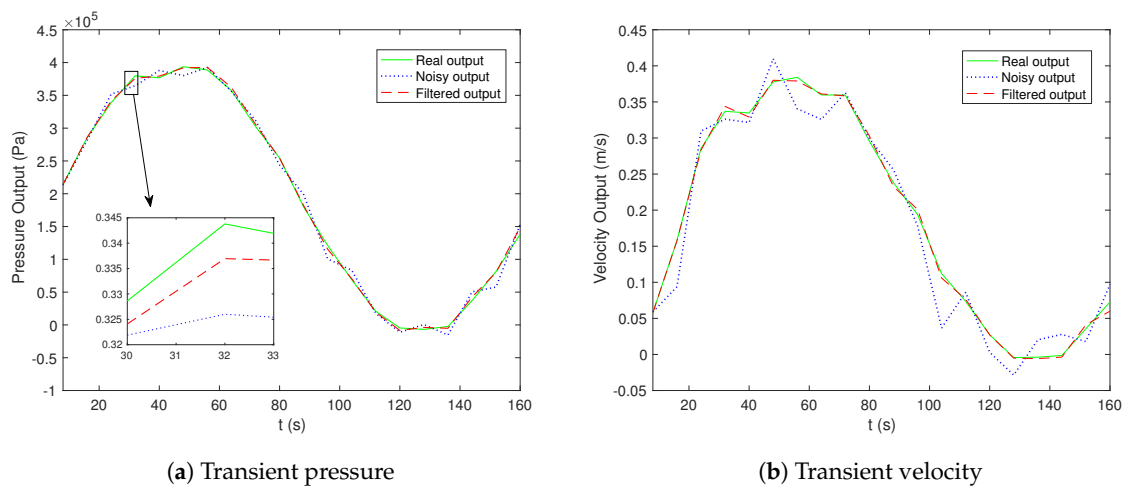 ×10⁵
4.5
4
3.5
3
2.5
2
1.5
1
0.5
0
-0.5
-1
Pressure Output (Pa)
Real output
Noisy output
Filtered output
0.345
0.34
0.335
0.33
0.325
0.32
30 31 32 33
20 40 60 80 100 120 140 160
t (s)
(a) Transient pressure
0.45
0.4
0.35
0.3
0.25
0.2
0.15
0.1
0.05
0
-0.05
Velocity Output (m/s)
Real output
Noisy output
Filtered output
20 40 60 80 100 120 140 160
t (s)
(b) Transient velocity